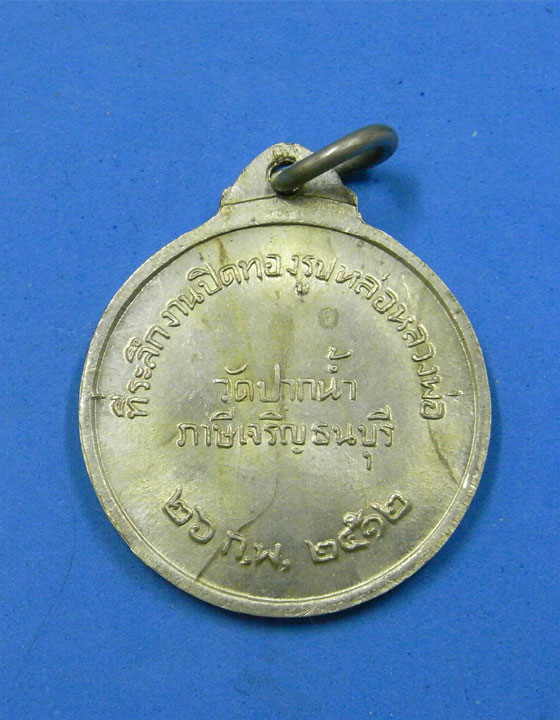 ที่ระลึกงานปิดทองรูปหล่อหลวงพ่อ
วัดปากน้ำ
ภาษีเจริญธนบุรี
๒๖ ก.พ. ๒๕๑๒